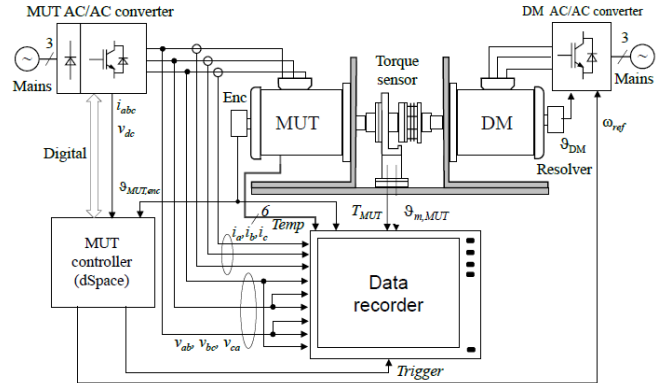 MUT AC/AC converter
DM AC/AC converter
3
Mains
i_abc
v_dc
Digital
ϑ_MUT,enc
Enc
MUT
Torque
sensor
DM
3
Mains
ω_ref
ϑ_DM
Resolver
6
Temp
T_MUT
ϑ_m,MUT
i_a,i_b,i_c
MUT
controller
(dSpace)
Data
recorder
v_ab, v_bc, v_ca
Trigger